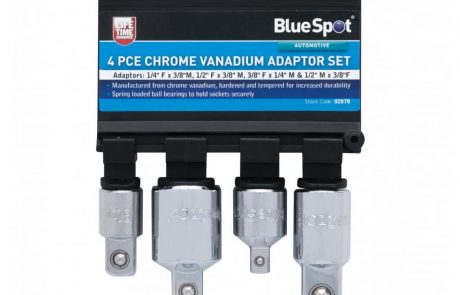 LIFE
TIME
BlueSpot®
AUTOMOTIVE
4 PCE CHROME VANADIUM ADAPTOR SET
Adaptors: 1/4" F x 3/8"M, 1/2" F x 3/8" M, 3/8" F x 1/4" M & 1/2" M x 3/8"F
• Manufactured from chrome vanadium, hardened and tempered for increased durability
• Spring loaded ball bearings to hold sockets securely
Stock Code: 02078